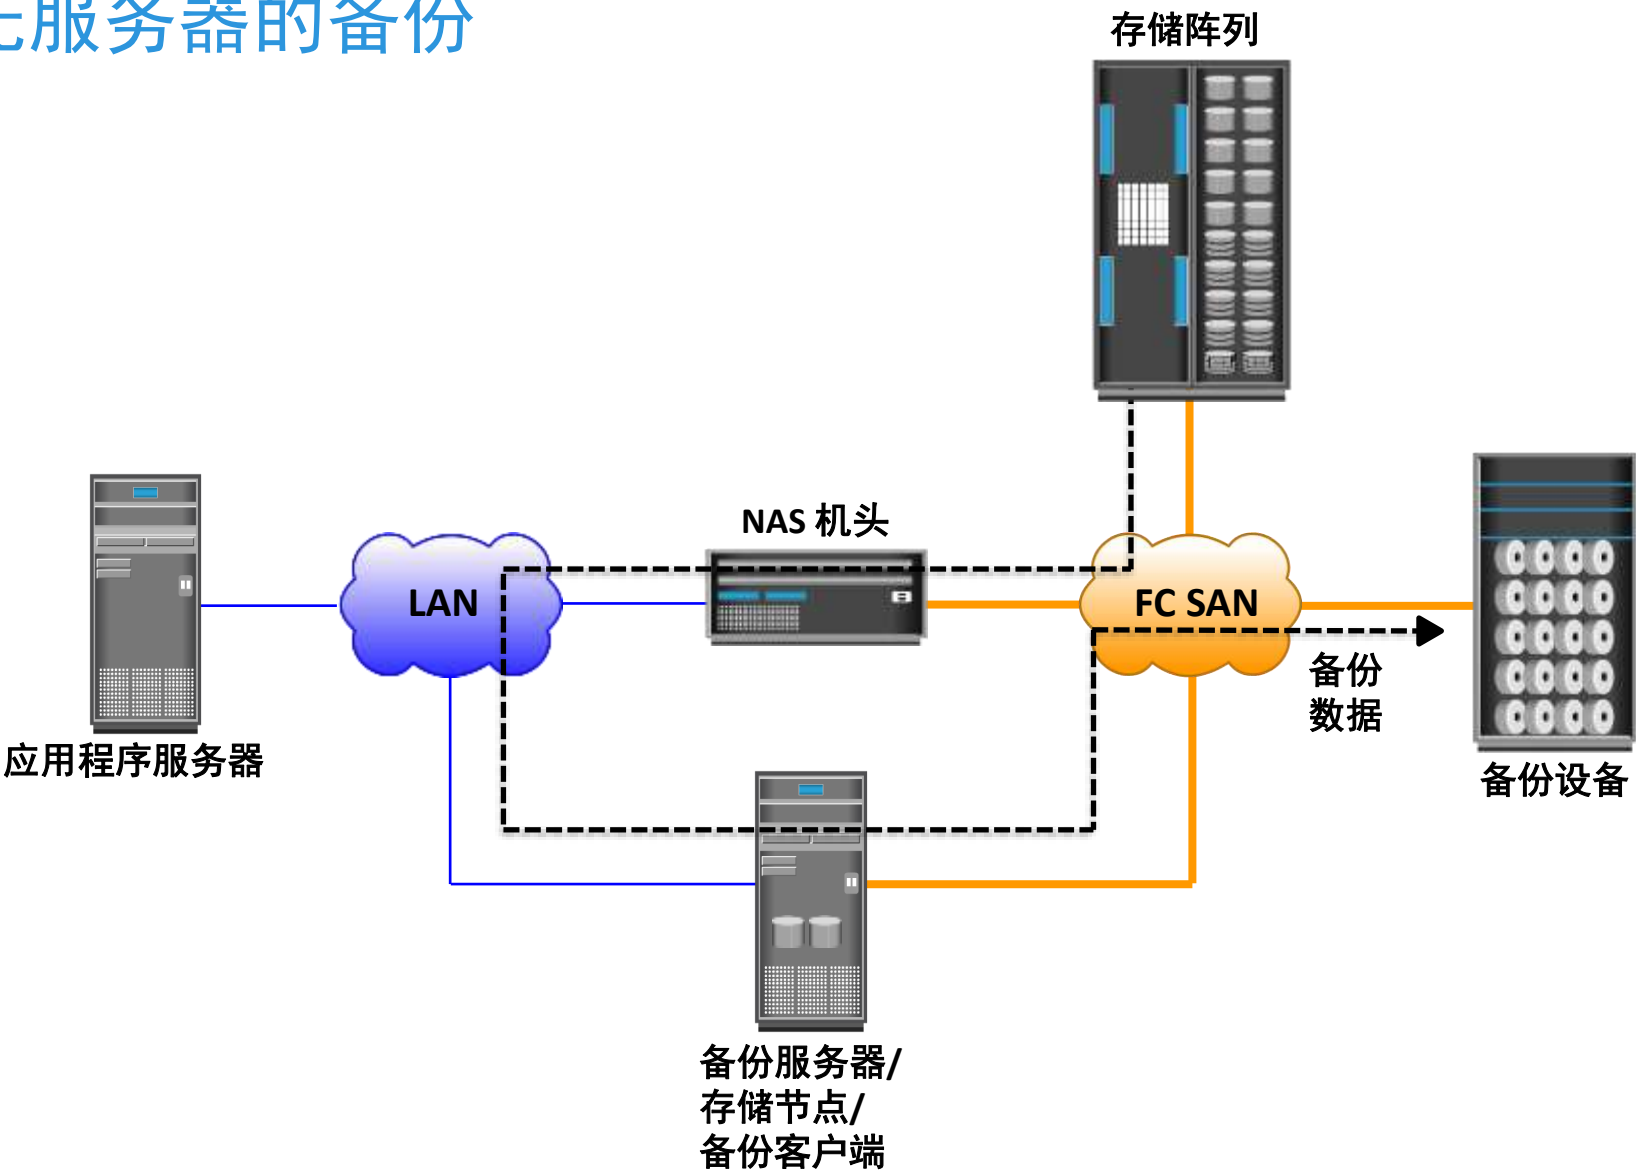 无服务器的备份
存储阵列
NAS 机头
LAN
FC SAN
备份
数据
应用程序服务器
备份设备
备份服务器/
存储节点/
备份客户端